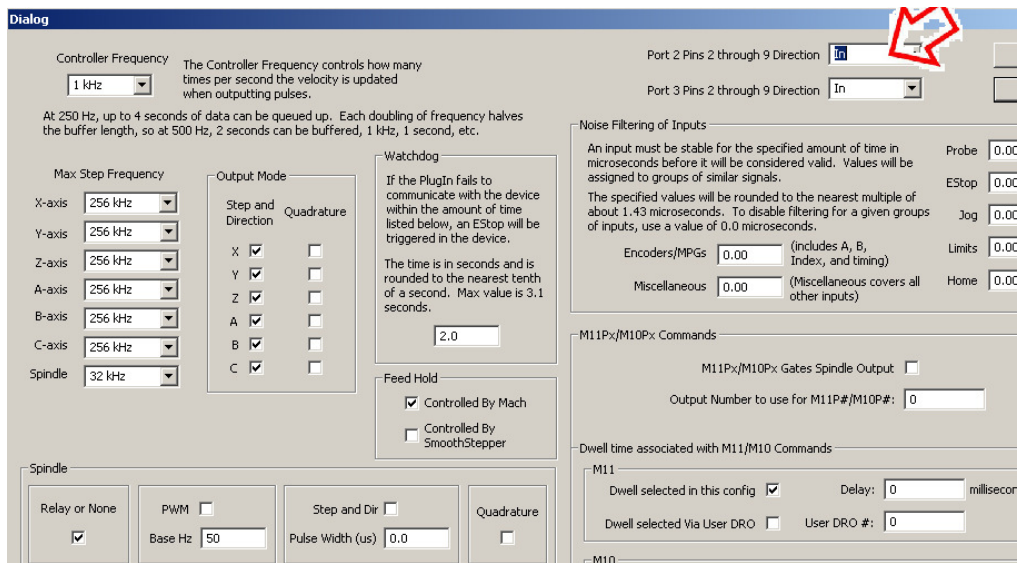 Dialog
Controller Frequency
1 kHz
The Controller Frequency controls how many
times per second the velocity is updated
when outputting pulses.
At 250 Hz, up to 4 seconds of data can be queued up. Each doubling of frequency halves
the buffer length, so at 500 Hz, 2 seconds can be buffered, 1 kHz, 1 second, etc.
Max Step Frequency
X-axis 256 kHz
Y-axis 256 kHz
Z-axis 256 kHz
A-axis 256 kHz
B-axis 256 kHz
C-axis 256 kHz
Spindle 32 kHz
Output Mode
Step and
Direction
Quadrature
X
Y
Z
A
B
C
Watchdog
If the PlugIn fails to
communicate with the device
within the amount of time
listed below, an EStop will be
triggered in the device.
The time is in seconds and is
rounded to the nearest tenth
of a second. Max value is 3.1
seconds.
2.0
Feed Hold
Controlled By Mach
Controlled By
SmoothStepper
Spindle
Relay or None
PWM
Base Hz 50
Step and Dir
Pulse Width (us) 0.0
Quadrature
Port 2 Pins 2 through 9 Direction In
Port 3 Pins 2 through 9 Direction In
Noise Filtering of Inputs
An input must be stable for the specified amount of time in
microseconds before it will be considered valid. Values will be
assigned to groups of similar signals.
The specified values will be rounded to the nearest multiple of
about 1.43 microseconds. To disable filtering for a given groups
of inputs, use a value of 0.0 microseconds.
Encoders/MPGs 0.00 (includes A, B,
Index, and timing)
Miscellaneous 0.00 (Miscellaneous covers all
other inputs)
Probe 0.00
EStop 0.00
Jog 0.00
Limits 0.00
Home 0.00
M11Px/M10Px Commands
M11Px/M10Px Gates Spindle Output
Output Number to use for M11P#/M10P#: 0
Dwell time associated with M11/M10 Commands
M11
Dwell selected in this config
Delay: 0 millisecon
Dwell selected Via User DRO
User DRO #: 0
M10